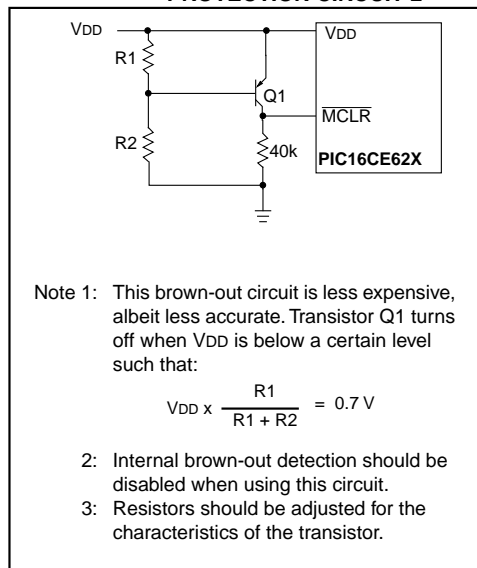 PROTECTION CIRCUIT 2
VDD
VDD
R1
Q1
MCLR
R2
40k
PIC16CE62X
Note 1: This brown-out circuit is less expensive,
albeit less accurate. Transistor Q1 turns
off when VDD is below a certain level
such that:
VDD x R1 / R1 + R2 = 0.7 V
2: Internal brown-out detection should be
disabled when using this circuit.
3: Resistors should be adjusted for the
characteristics of the transistor.